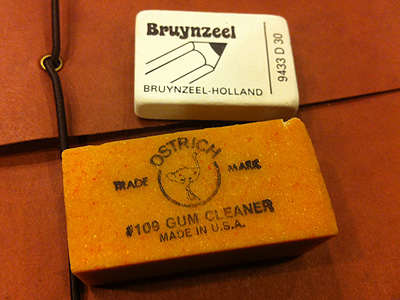 Bruynzeel
BRUYNZEEL-HOLLAND
9433 D 30
OSTRICH
TRADE MARK
#109 GUM CLEANER
MADE IN U.S.A.